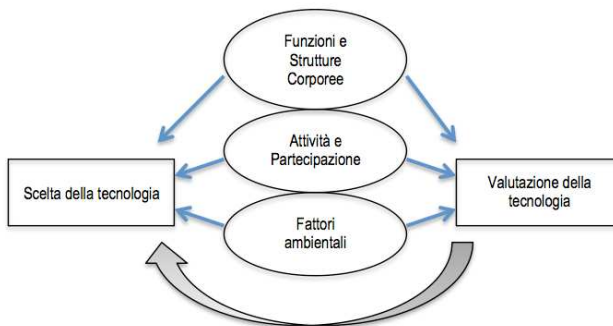 Funzioni e
Strutture
Corporee
Attività e
Partecipazione
Scelta della tecnologia
Valutazione della
tecnologia
Fattori
ambientali